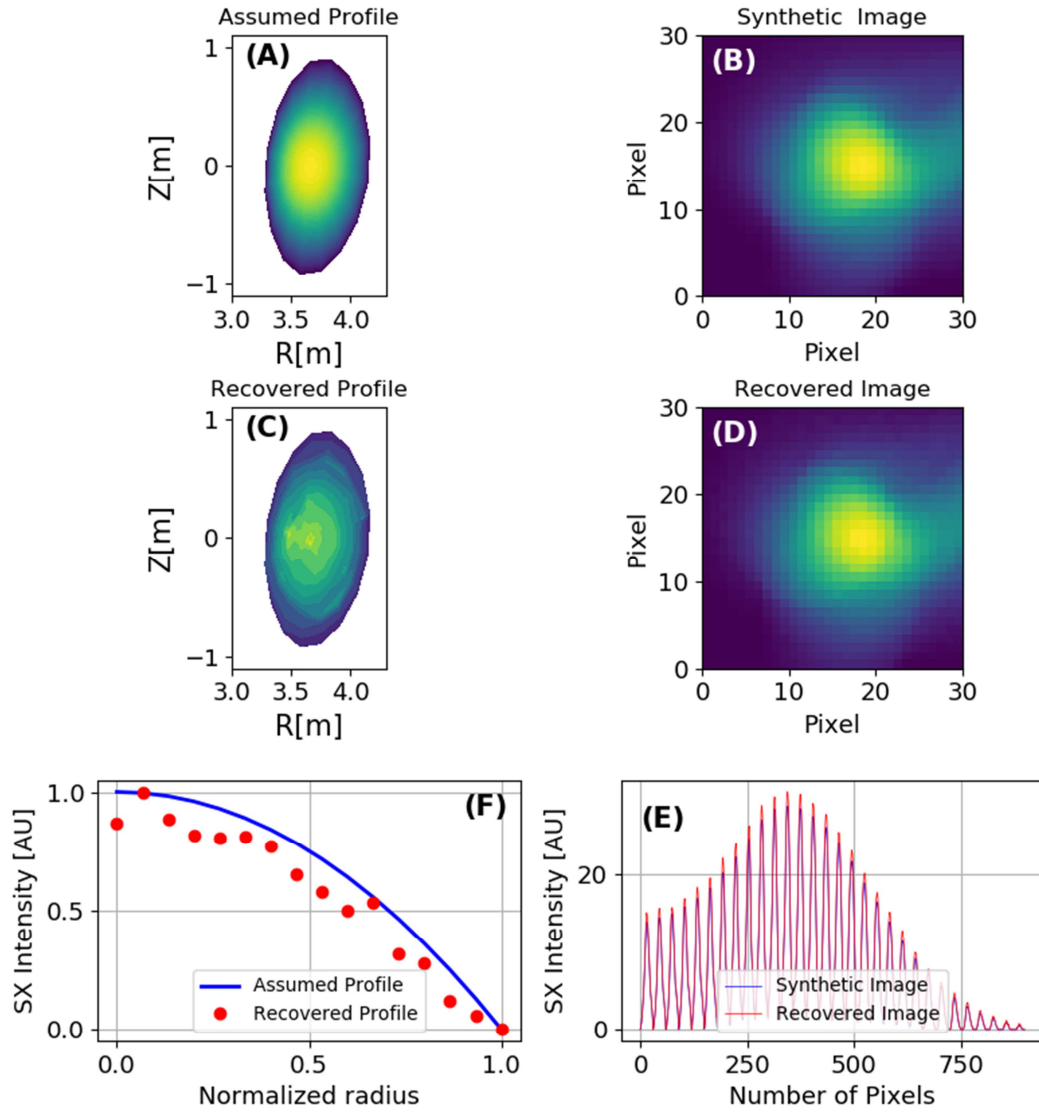 Assumed Profile
(A)
1
0
−1
Z[m]
3.0 3.5 4.0
R[m]
Synthetic  Image
(B)
30
20
10
0
Pixel
0 10 20 30
Pixel
Recovered Profile
(C)
1
0
−1
Z[m]
3.0 3.5 4.0
R[m]
Recovered Image
(D)
30
20
10
0
Pixel
0 10 20 30
Pixel
(F)
1.0
0.5
0.0
SX Intensity [AU]
Assumed Profile
Recovered Profile
0.0 0.5 1.0
Normalized radius
(E)
20
0
SX Intensity [AU]
Synthetic Image
Recovered Image
0 250 500 750
Number of Pixels